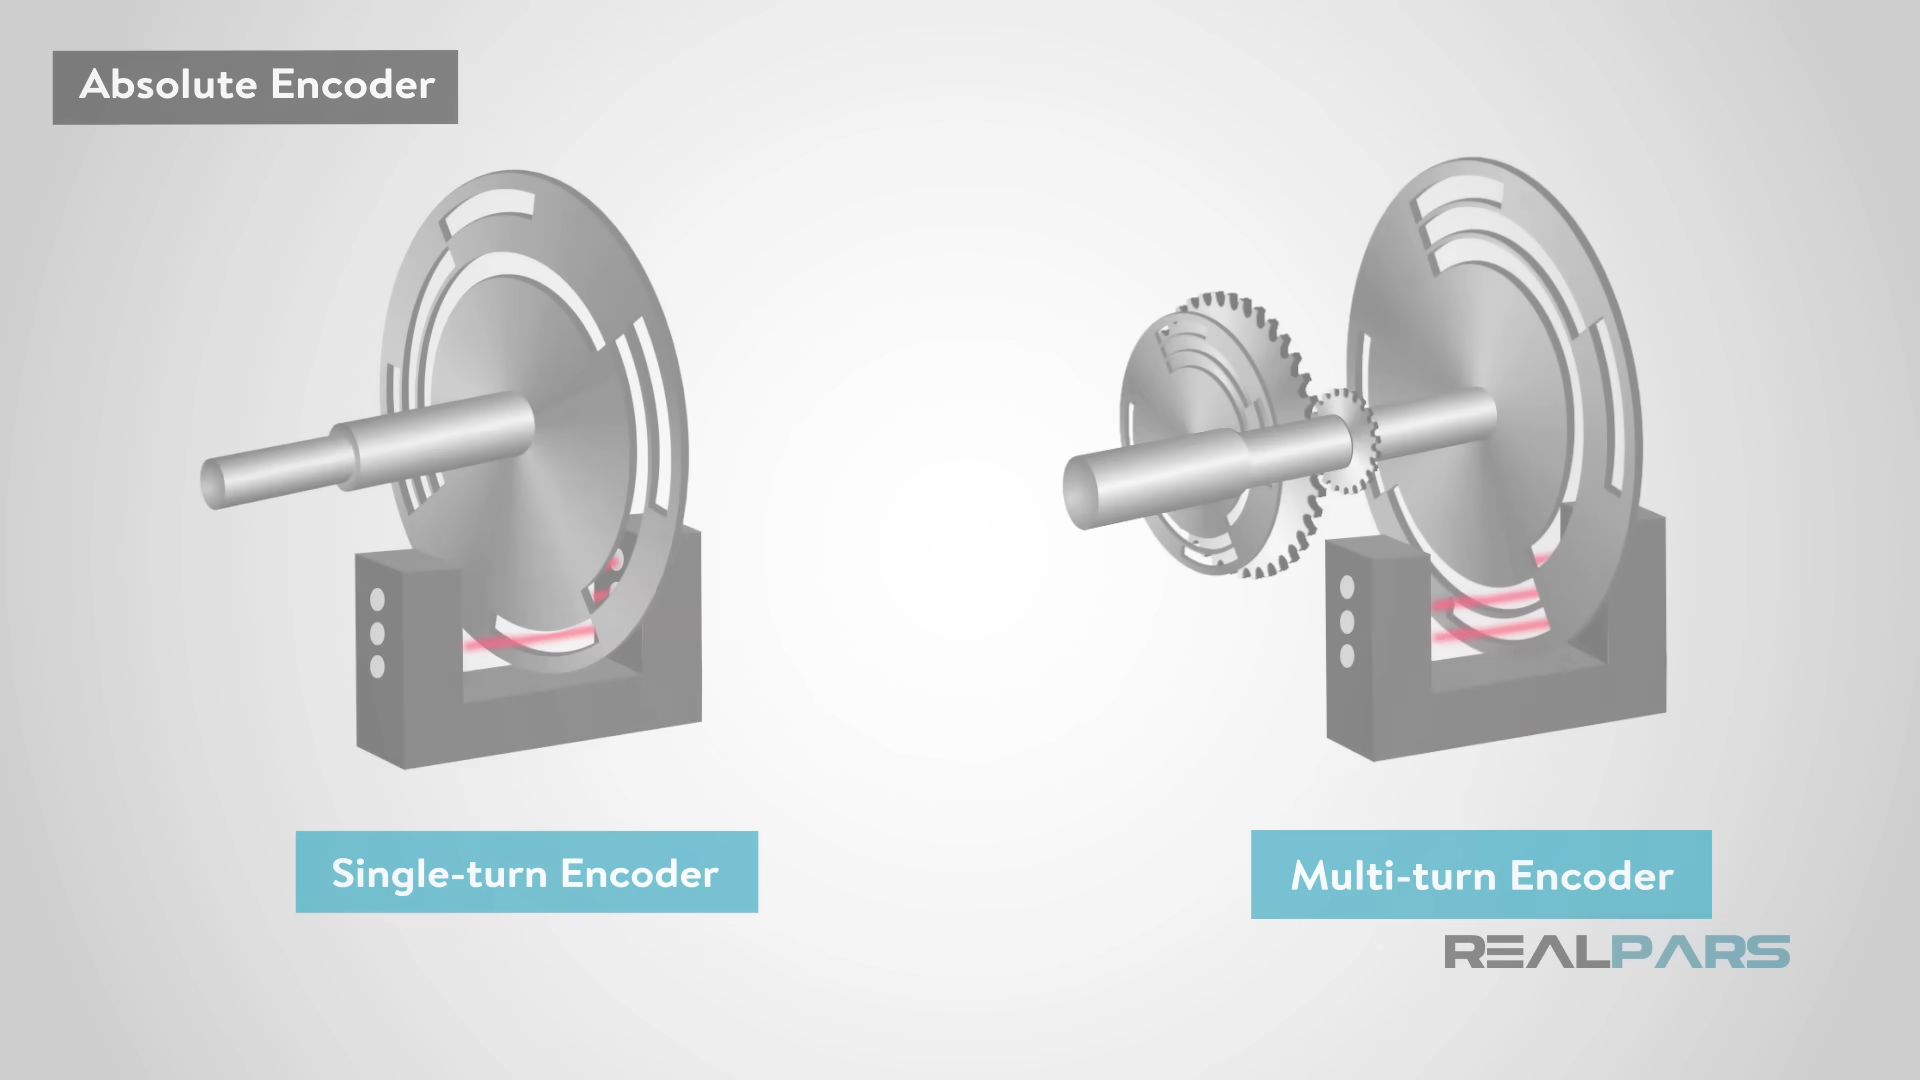 Absolute Encoder
Single-turn Encoder
Multi-turn Encoder
REALPARS